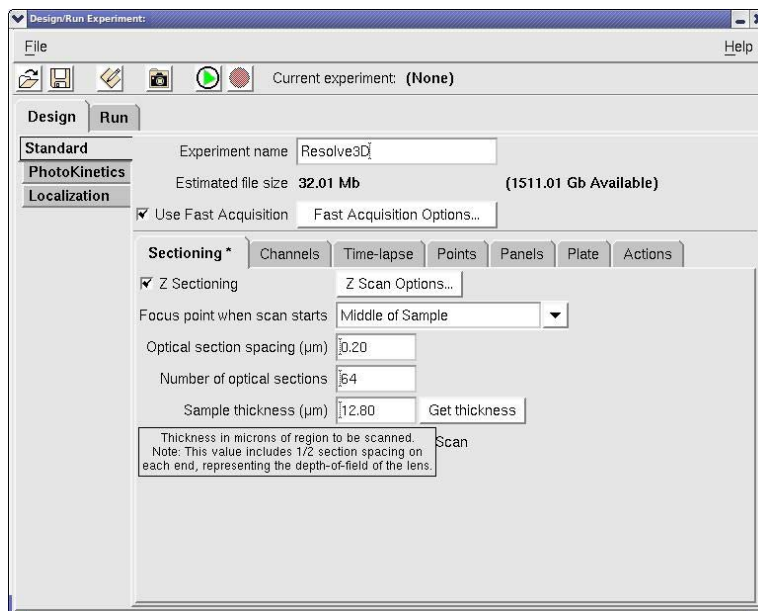 Design/Run Experiment:
File Help
Current experiment: (None)
Design Run
Standard
PhotoKinetics
Localization
Experiment name Resolve3D
Estimated file size 32.01 Mb (1511.01 Gb Available)
Use Fast Acquisition Fast Acquisition Options...
Sectioning * Channels Time-lapse Points Panels Plate Actions
Z Sectioning Z Scan Options...
Focus point when scan starts Middle of Sample
Optical section spacing (µm) 0.20
Number of optical sections 64
Sample thickness (µm) 12.80 Get thickness
Thickness in microns of region to be scanned.
Note: This value includes 1/2 section spacing on
each end, representing the depth-of-field of the lens.
Scan